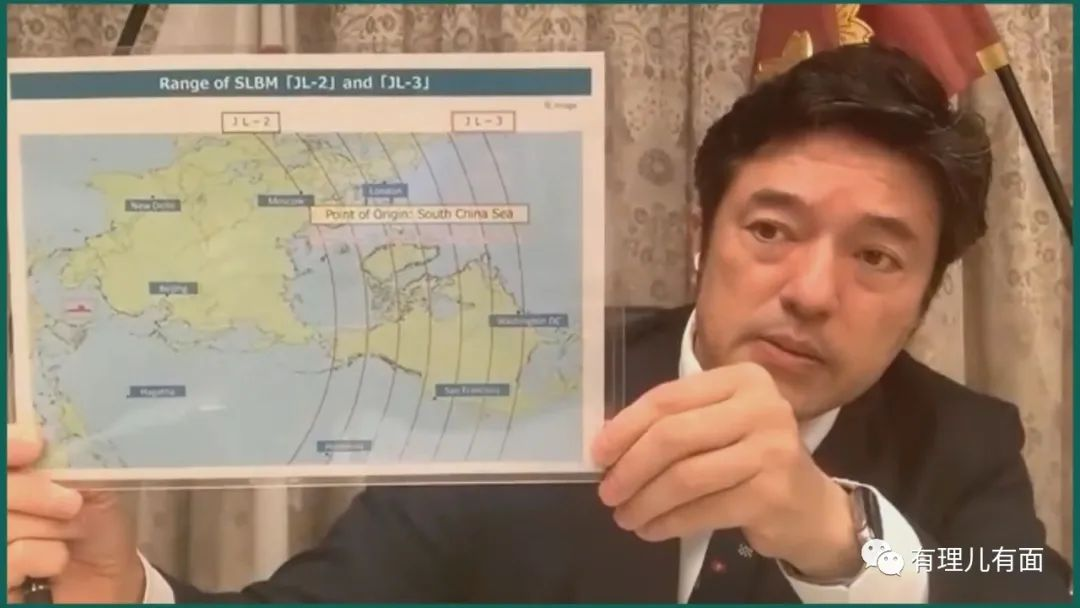 Range of SLBM「JL-2」and「JL-3」
JL-2
JL-3
New Delhi
Moscow
London
Point of Origin: South China Sea
Beijing
Washington DC
Hagatna
San Francisco
有理儿有面